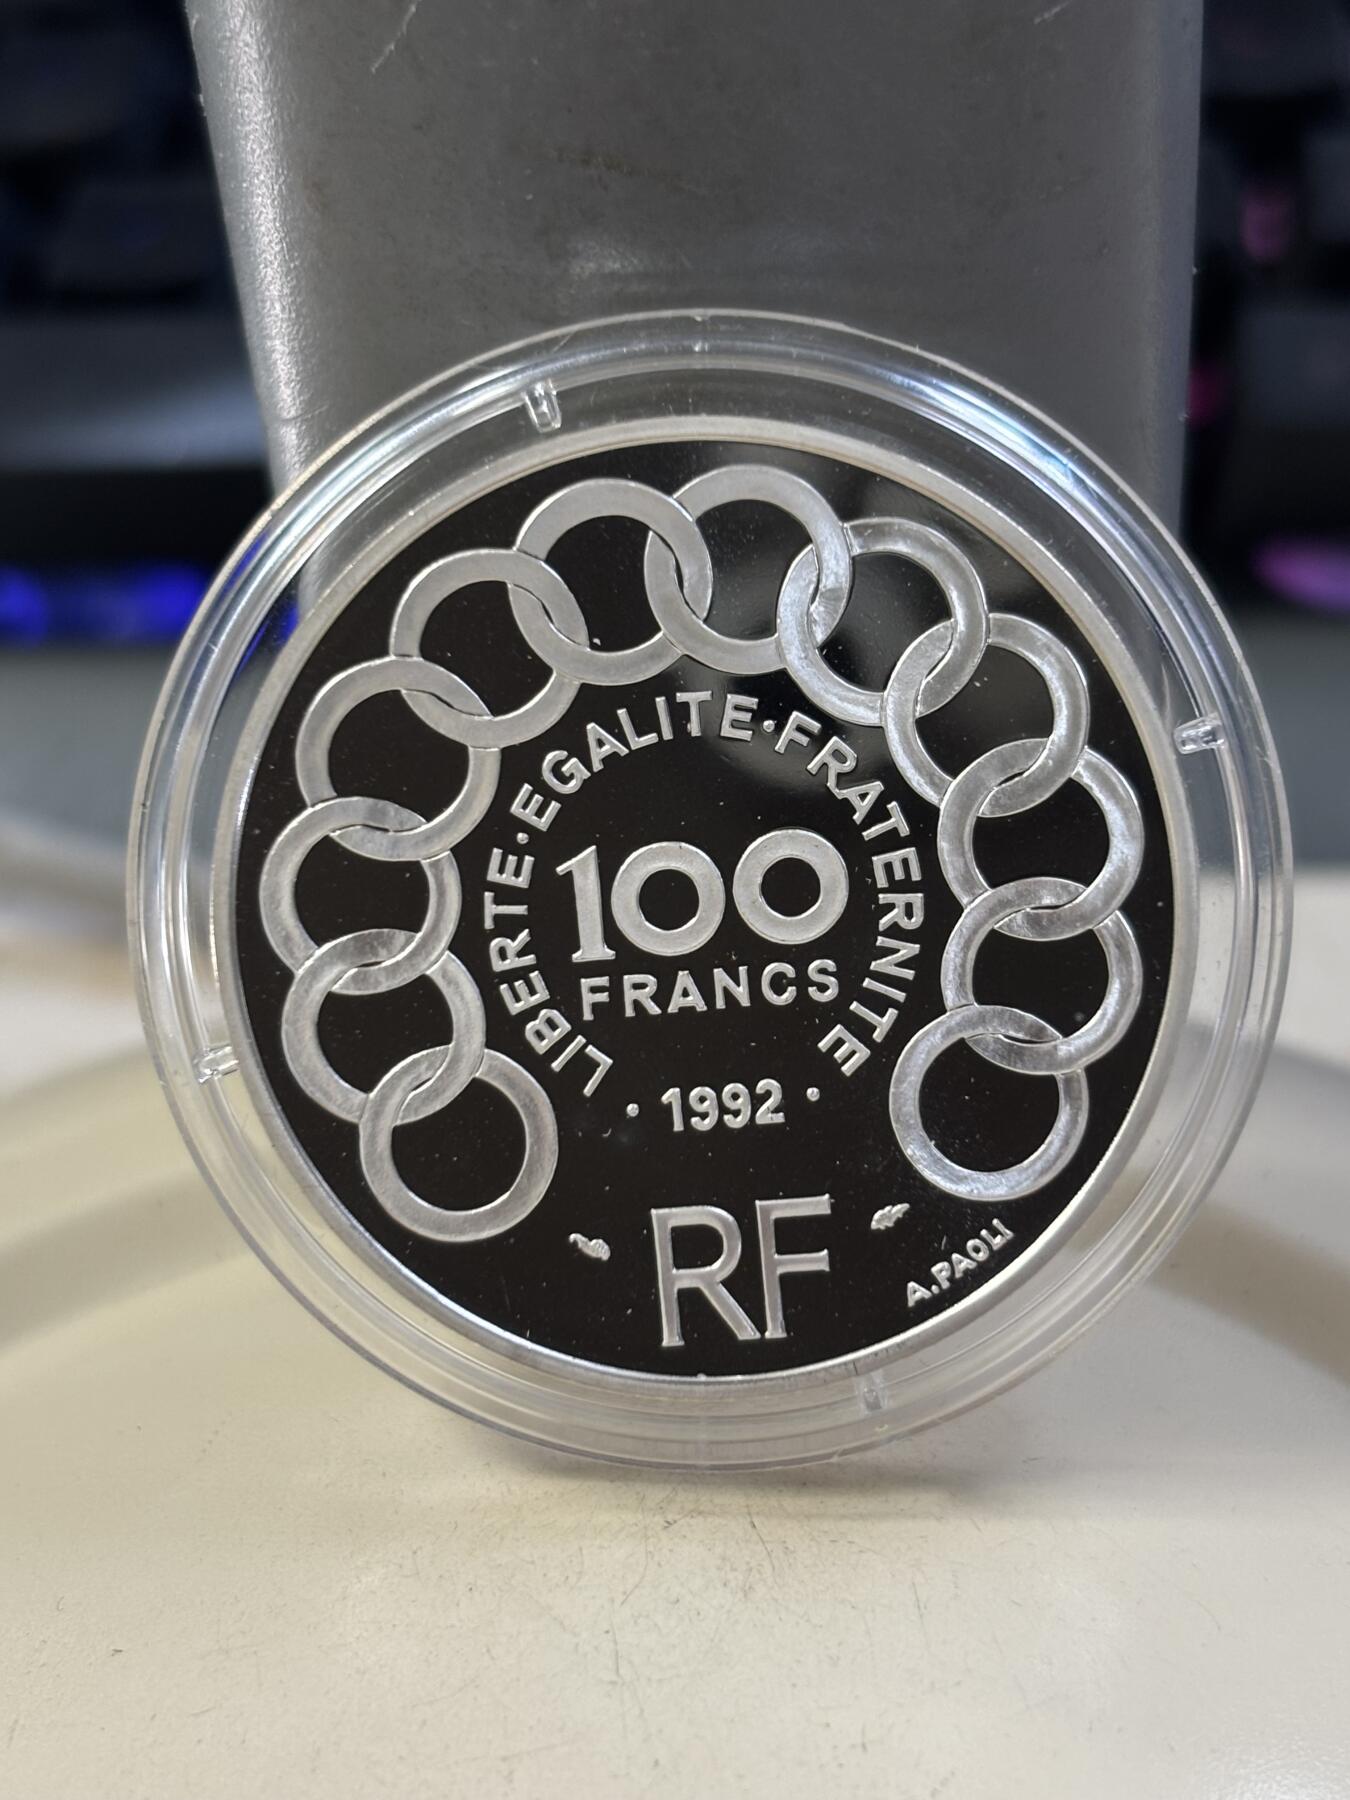 LIBERTE·EGALITE·FRATERNITE
100
FRANCS
· 1992 ·
RF
A.PAOLI